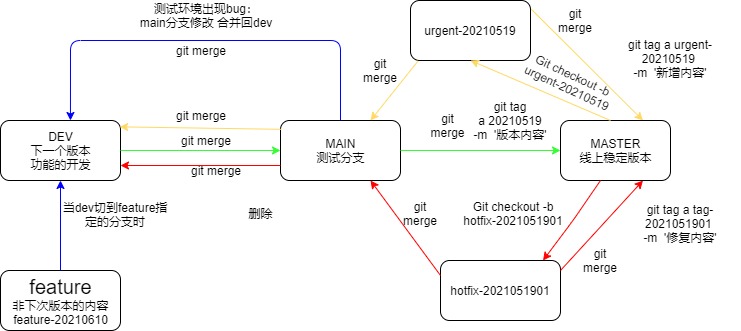 测试环境出现bug：
main分支修改 合并回dev
git merge
urgent-20210519
git
merge
git tag a urgent-
20210519
-m  '新增内容'
git
merge
Git checkout -b
urgent-20210519
git merge
DEV
下一个版本
功能的开发
git merge
git merge
MAIN
测试分支
git
merge
git tag
a 20210519
-m  '版本内容'
MASTER
线上稳定版本
当dev切到feature指
定的分支时
删除
git
merge
Git checkout -b
hotfix-2021051901
git tag a tag-
2021051901
-m  '修复内容'
git
merge
feature
非下次版本的内容
feature-20210610
hotfix-2021051901